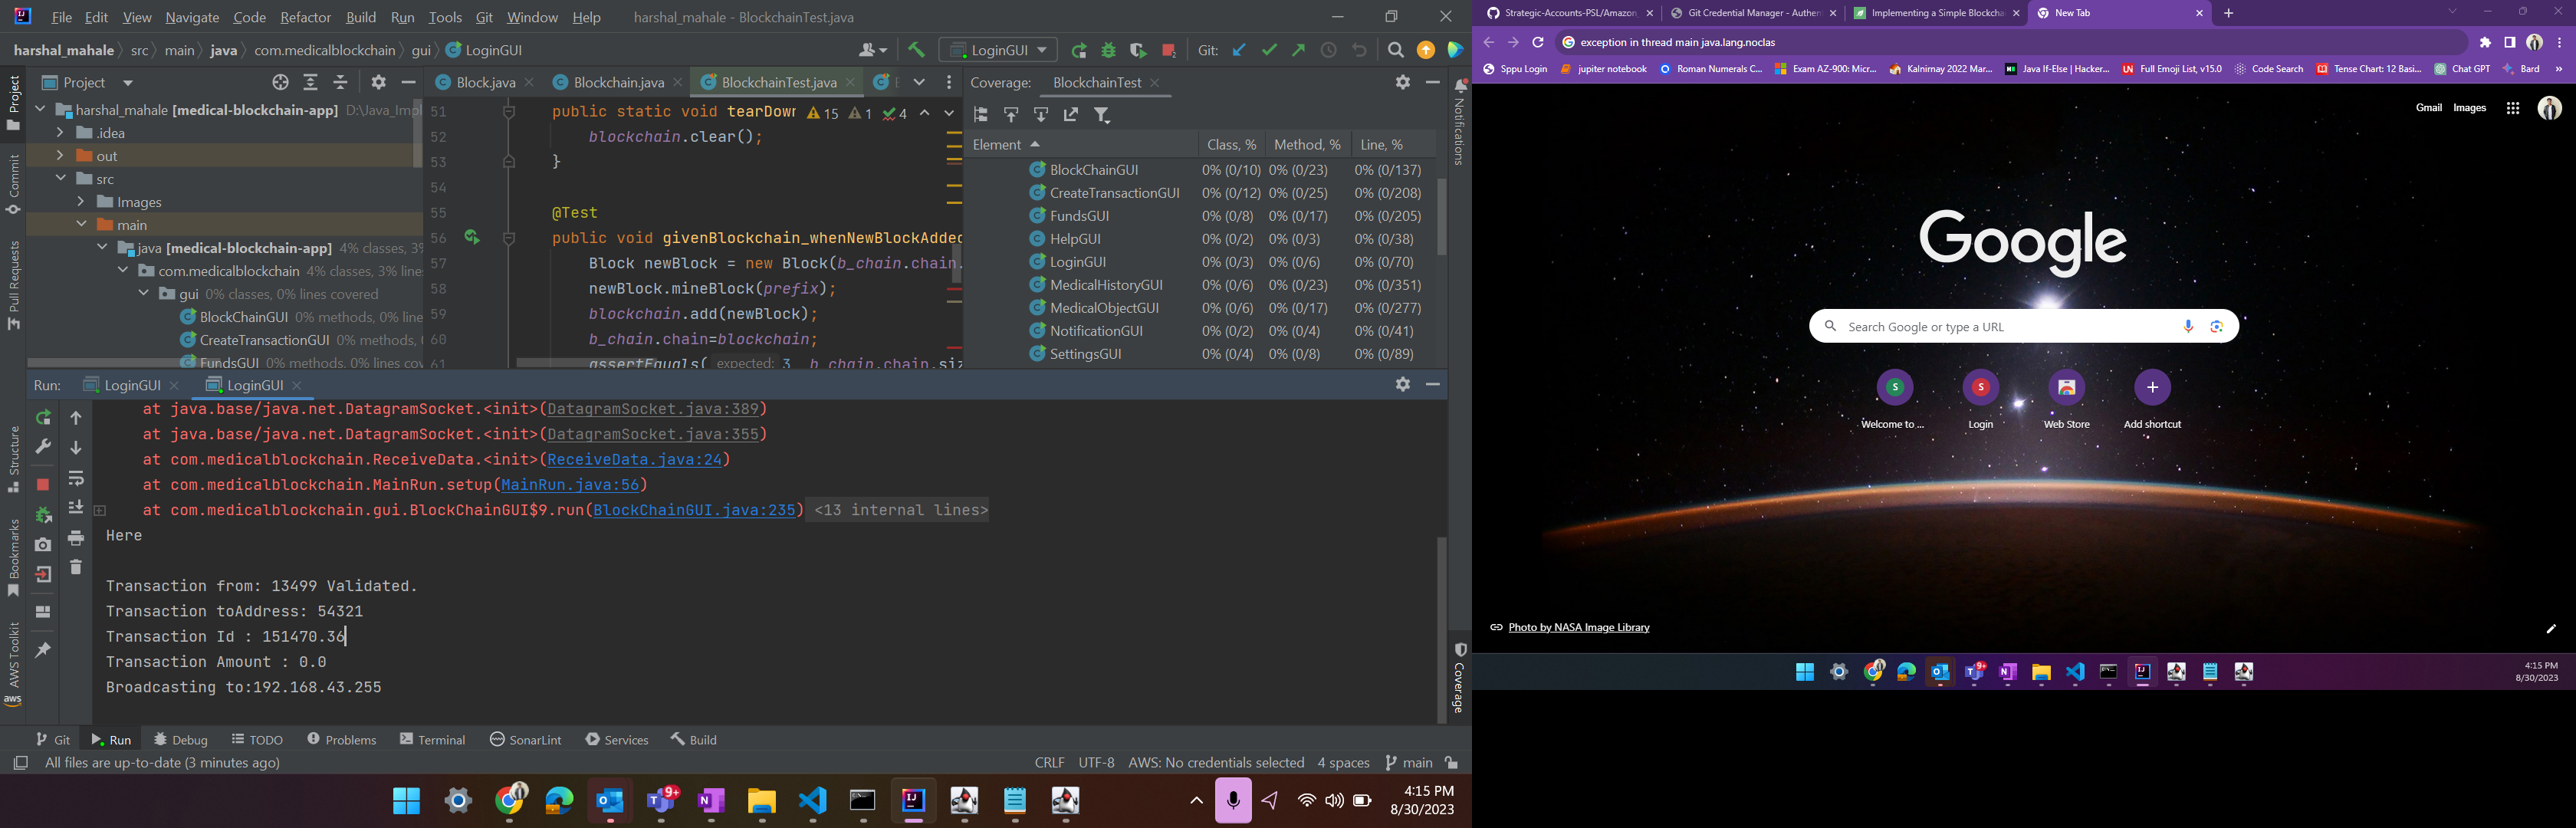 File Edit View Navigate Code Refactor Build Run Tools Git Window Help harshal_mahale - BlockchainTest.java
harshal_mahale src main java com.medicalblockchain gui LoginGUI LoginGUI Git:
Project
Block.java Blockchain.java BlockchainTest.java
Coverage: BlockchainTest
harshal_mahale [medical-blockchain-app]
.idea
out
src
Images
main
java [medical-blockchain-app] 4% classes, 3%
com.medicalblockchain 4% classes, 3% line
gui 0% classes, 0% lines covered
BlockChainGUI 0% methods, 0% line
CreateTransactionGUI 0% methods,
FundsGUI 0% methods, 0% lines cov
15 1 4
51 public static void tearDown
52 blockchain.clear();
53 }
54
55 @Test
56 public void givenBlockchain_whenNewBlockAdded
57 Block newBlock = new Block(b_chain.chain.
58 newBlock.mineBlock(prefix);
59 blockchain.add(newBlock);
60 b_chain.chain=blockchain;
61 assertEquals( expected: 3, b_chain.chain.siz
Element Class, % Method, % Line, %
BlockChainGUI 0% (0/10) 0% (0/23) 0% (0/137)
CreateTransactionGUI 0% (0/12) 0% (0/25) 0% (0/208)
FundsGUI 0% (0/8) 0% (0/17) 0% (0/205)
HelpGUI 0% (0/2) 0% (0/3) 0% (0/38)
LoginGUI 0% (0/3) 0% (0/6) 0% (0/70)
MedicalHistoryGUI 0% (0/6) 0% (0/23) 0% (0/351)
MedicalObjectGUI 0% (0/6) 0% (0/17) 0% (0/277)
NotificationGUI 0% (0/2) 0% (0/4) 0% (0/41)
SettingsGUI 0% (0/4) 0% (0/8) 0% (0/89)
Project
Commit
Pull Requests
Structure
Bookmarks
AWS Toolkit
aws
Notifications
Coverage
Run: LoginGUI LoginGUI
at java.base/java.net.DatagramSocket.<init>(DatagramSocket.java:389)
at java.base/java.net.DatagramSocket.<init>(DatagramSocket.java:355)
at com.medicalblockchain.ReceiveData.<init>(ReceiveData.java:24)
at com.medicalblockchain.MainRun.setup(MainRun.java:56)
at com.medicalblockchain.gui.BlockChainGUI$9.run(BlockChainGUI.java:235) <13 internal lines>
Here
Transaction from: 13499 Validated.
Transaction toAddress: 54321
Transaction Id : 151470.36
Transaction Amount : 0.0
Broadcasting to:192.168.43.255
Git Run Debug TODO Problems Terminal SonarLint Services Build
All files are up-to-date (3 minutes ago) CRLF UTF-8 AWS: No credentials selected 4 spaces main
9+
4:15 PM
8/30/2023
Strategic-Accounts-PSL/Amazon Git Credential Manager - Authen Implementing a Simple Blockchai New Tab
exception in thread main java.lang.noclas
Sppu Login jupiter notebook Roman Numerals C... Exam AZ-900: Micr... Kalnimay 2022 Mar... Java If-Else | Hacker... Full Emoji List, v15.0 Code Search Tense Chart: 12 Basi... Chat GPT Bard »
Gmail Images
Google
Search Google or type a URL
S S
Welcome to ... Login Web Store Add shortcut
Photo by NASA Image Library
9+
4:15 PM
8/30/2023